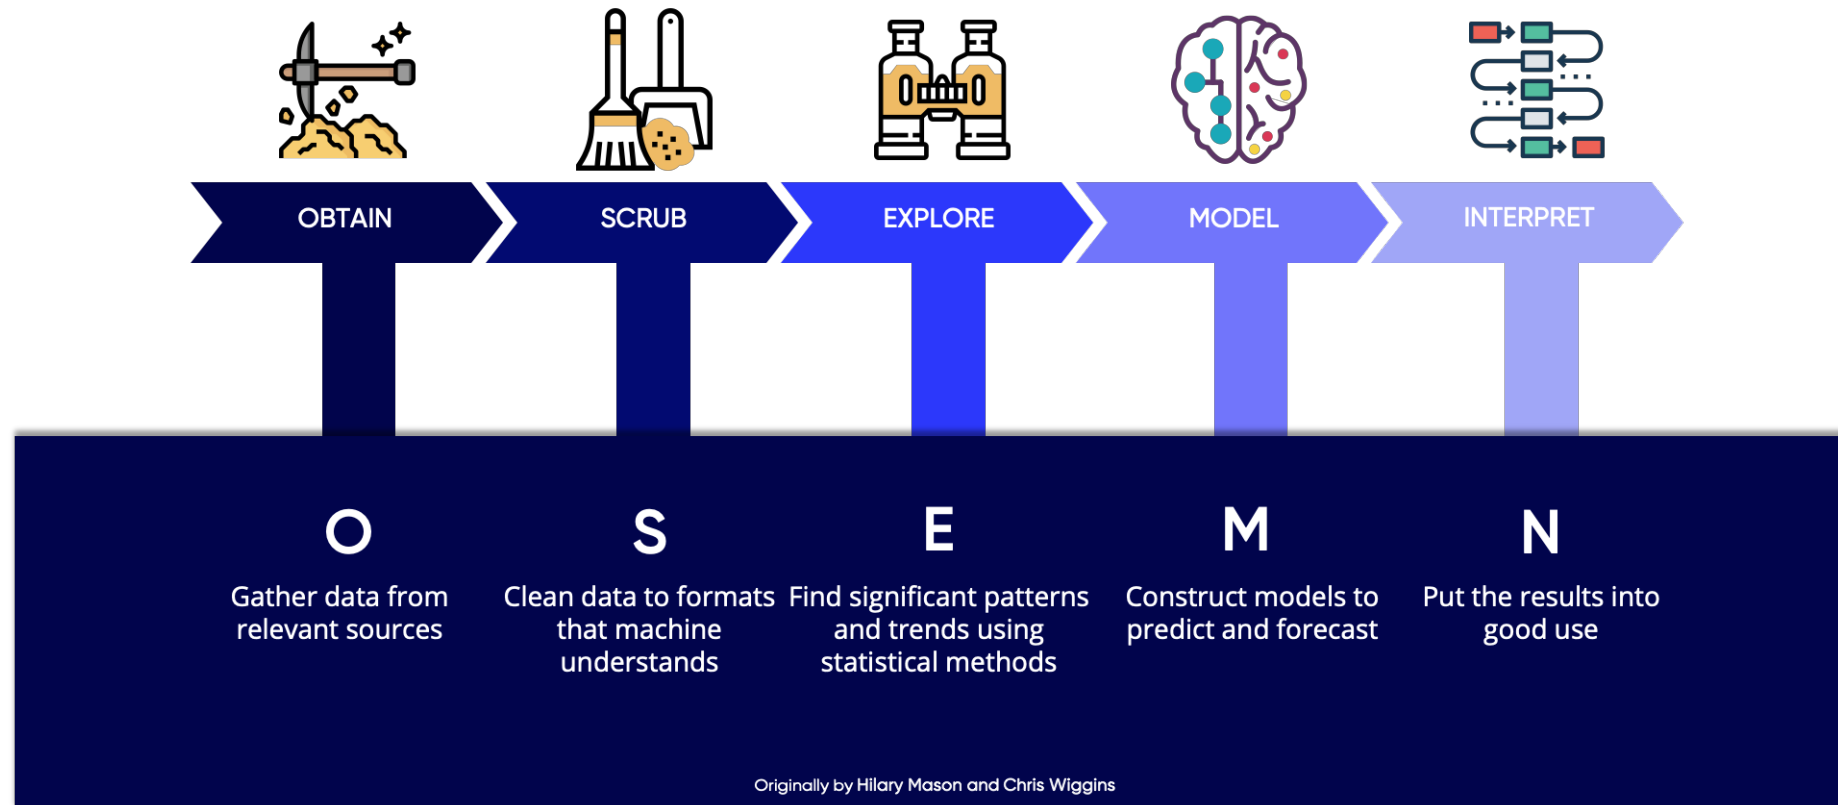 OBTAIN
SCRUB
EXPLORE
MODEL
INTERPRET
O
Gather data from
relevant sources
S
Clean data to formats
that machine
understands
E
Find significant patterns
and trends using
statistical methods
M
Construct models to
predict and forecast
N
Put the results into
good use
Originally by Hilary Mason and Chris Wiggins